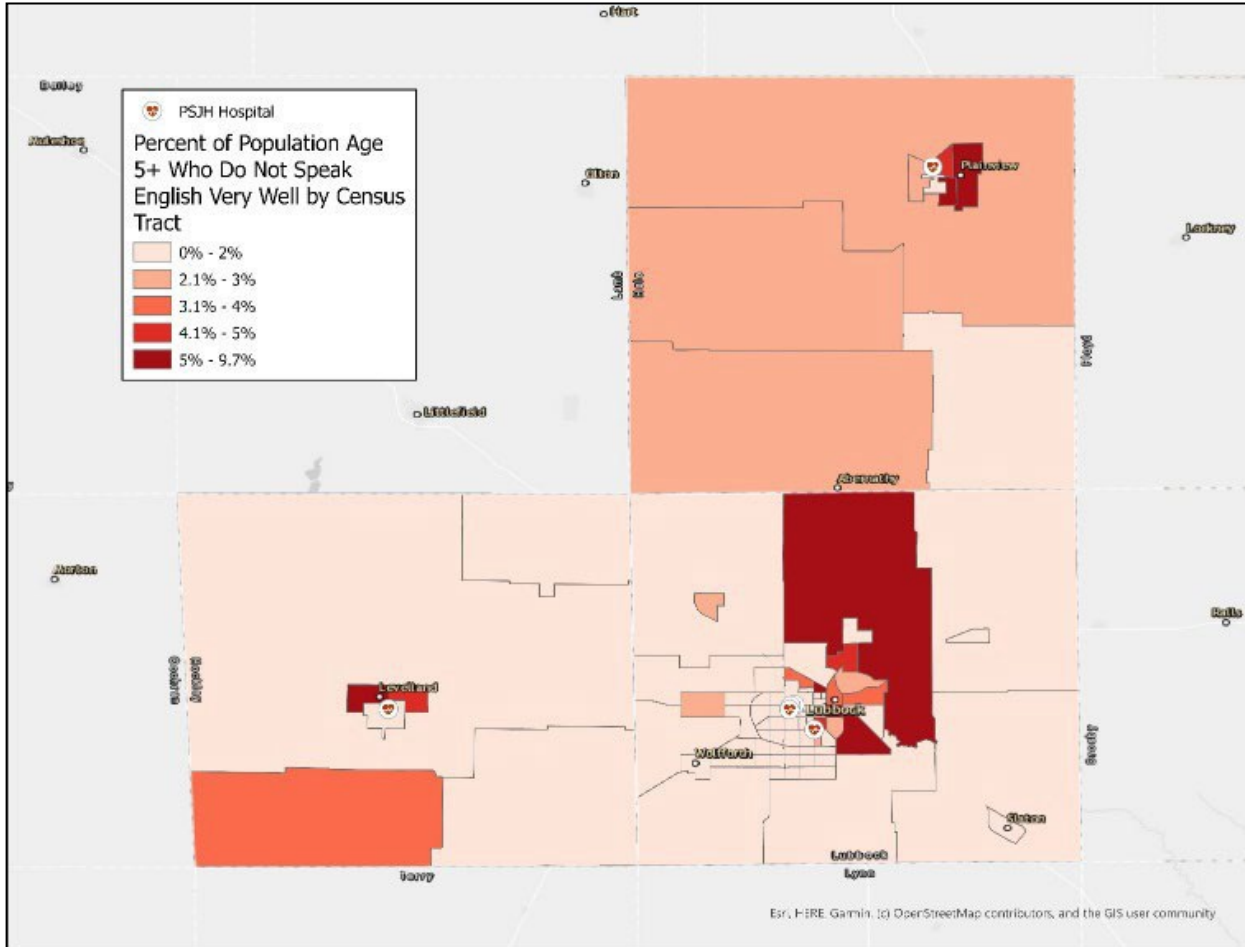 Hart
Bailey
Muleshoe
PSJH Hospital
Percent of Population Age
5+ Who Do Not Speak
English Very Well by Census
Tract
0% - 2%
2.1% - 3%
3.1% - 4%
4.1% - 5%
5% - 9.7%
Olton
Plainview
Lockney
Lamb
Hale
Floyd
Littlefield
Abernathy
Morton
Ralls
Cochran
Hockley
Levelland
Lubbock
Wolfforth
Crosby
Slaton
Lubbock
Lynn
Terry
Esri, HERE, Garmin, (c) OpenStreetMap contributors, and the GIS user community